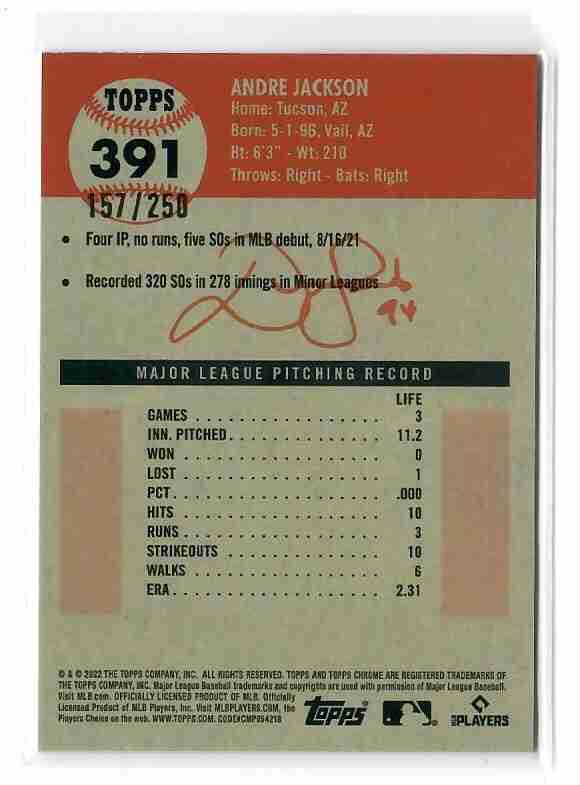 TOPPS
391
157/250
ANDRE JACKSON
Home: Tucson, AZ
Born: 5-1-96, Vail, AZ
Ht: 6'3" - Wt: 210
Throws: Right - Bats: Right
• Four IP, no runs, five SOs in MLB debut, 8/16/21
• Recorded 320 SOs in 278 innings in Minor Leagues
94
MAJOR LEAGUE PITCHING RECORD
LIFE
GAMES 3
INN. PITCHED 11.2
WON 0
LOST 1
PCT. .000
HITS 10
RUNS 3
STRIKEOUTS 10
WALKS 6
ERA 2.31
® & © 2022 THE TOPPS COMPANY, INC. ALL RIGHTS RESERVED. TOPPS AND TOPPS CHROME ARE REGISTERED TRADEMARKS OF
THE TOPPS COMPANY, INC. Major League Baseball trademarks and copyrights are used with permission of Major League Baseball.
Visit MLB.com. OFFICIALLY LICENSED PRODUCT OF MLB. Officially
Licensed Product of MLB Players, Inc. Visit MLBPLAYERS.COM, the
Players Choice on the web. WWW.TOPPS.COM. CODE#CMP054218
Topps
MLB PLAYERS